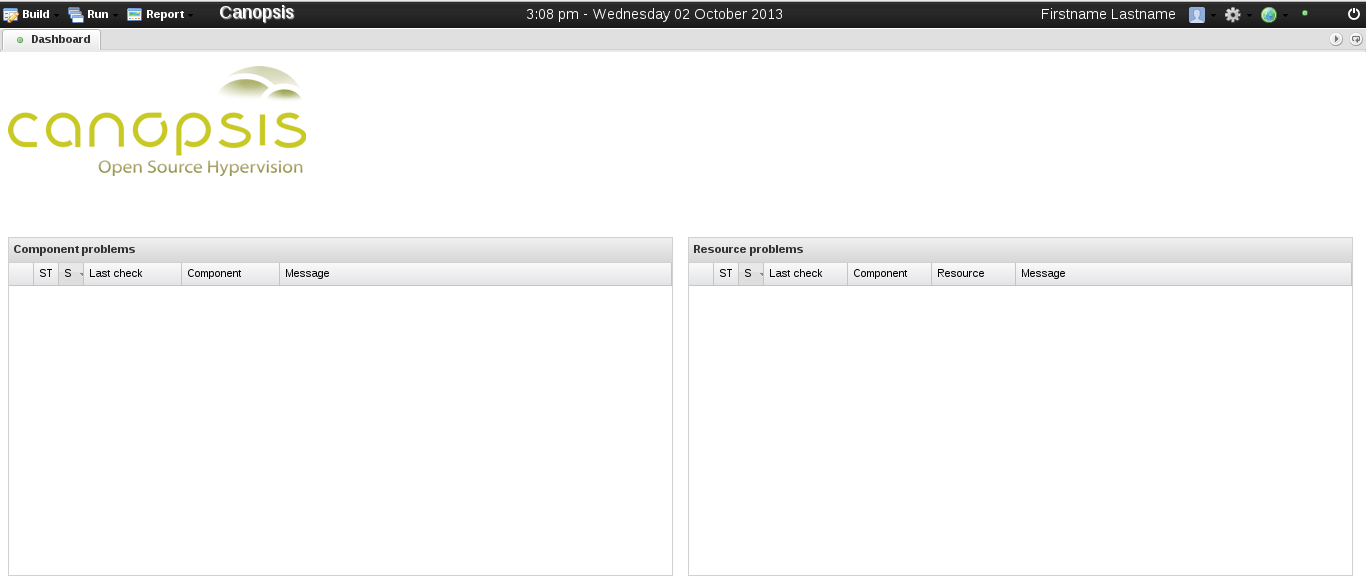 Build Run Report Canopsis 3:08 pm - Wednesday 02 October 2013 Firstname Lastname
Dashboard
canopsis
Open Source Hypervision
Component problems
ST S Last check Component Message
Resource problems
ST S Last check Component Resource Message